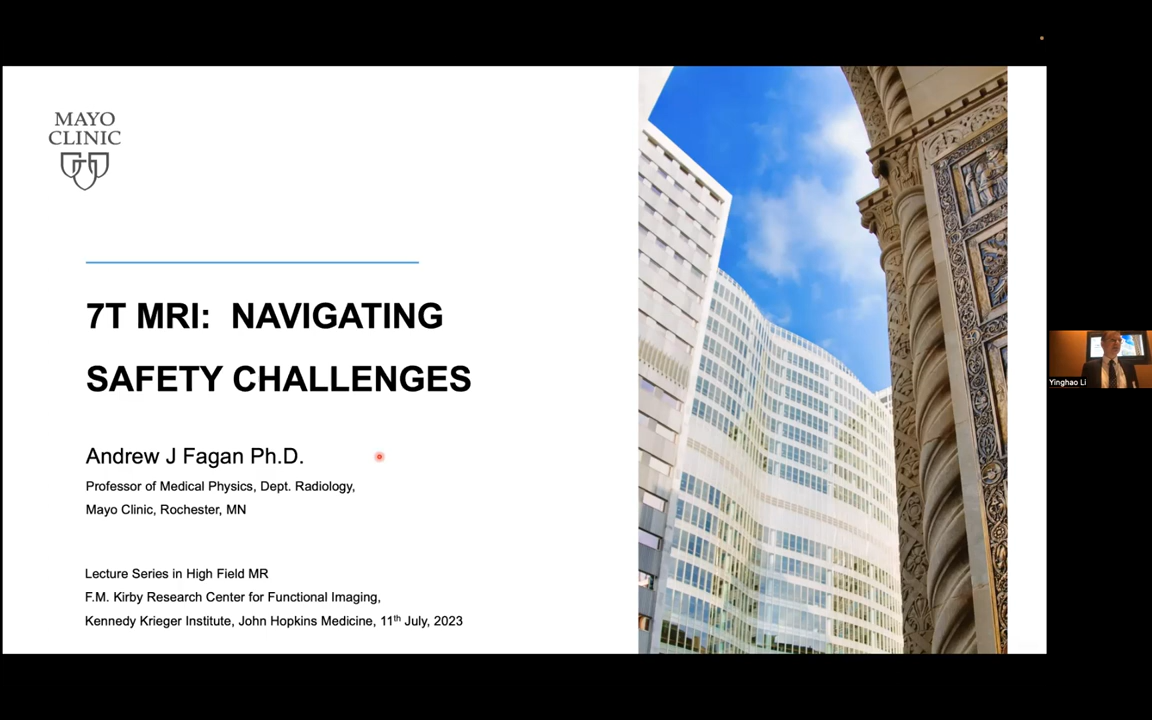 MAYO
CLINIC
7T MRI: NAVIGATING
SAFETY CHALLENGES
Andrew J Fagan Ph.D.
Professor of Medical Physics, Dept. Radiology,
Mayo Clinic, Rochester, MN
Lecture Series in High Field MR
F.M. Kirby Research Center for Functional Imaging,
Kennedy Krieger Institute, John Hopkins Medicine, 11th July, 2023
Yinghao Li